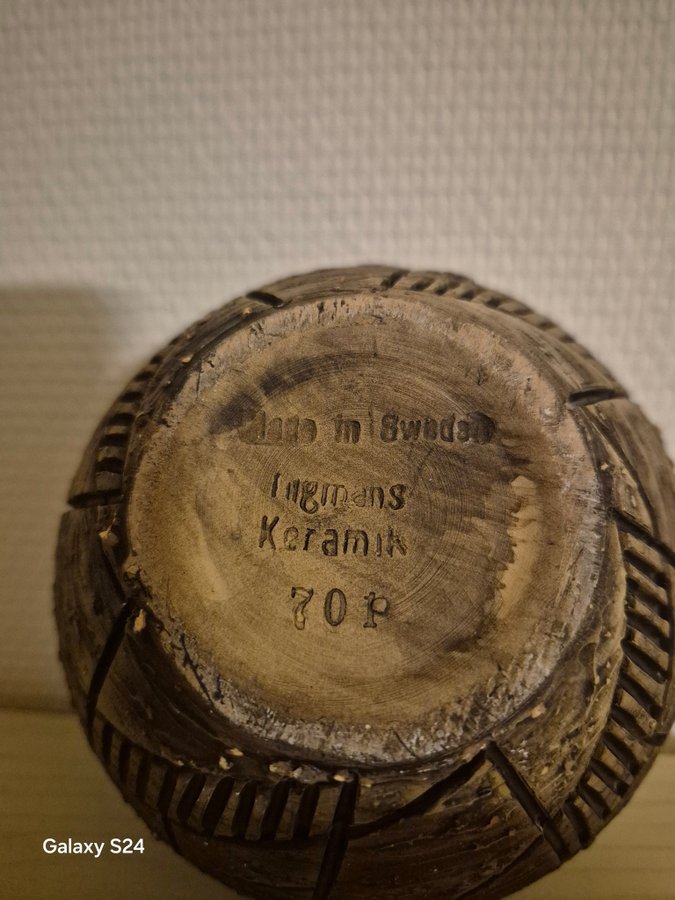 Made in Sweden
Ingmans
Keramik
70 P
Galaxy S24